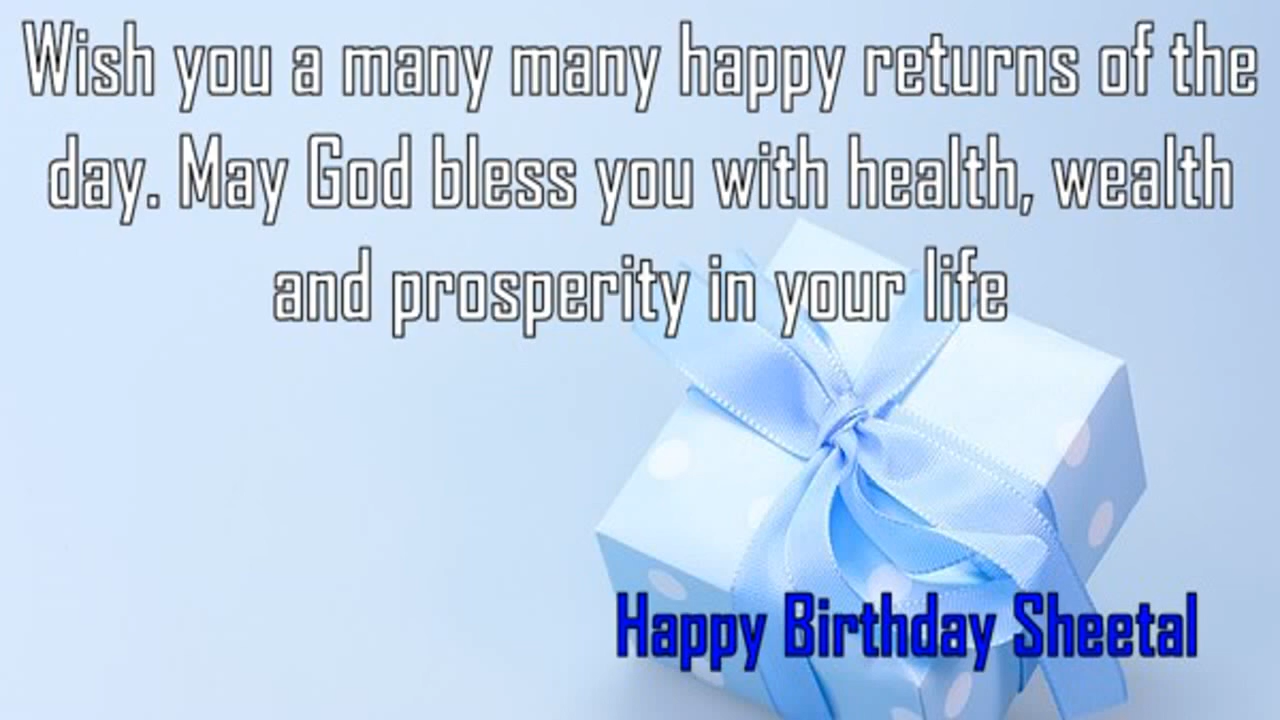 Wish you a many many happy returns of the
day. May God bless you with health, wealth
and prosperity in your life
Happy Birthday Sheetal